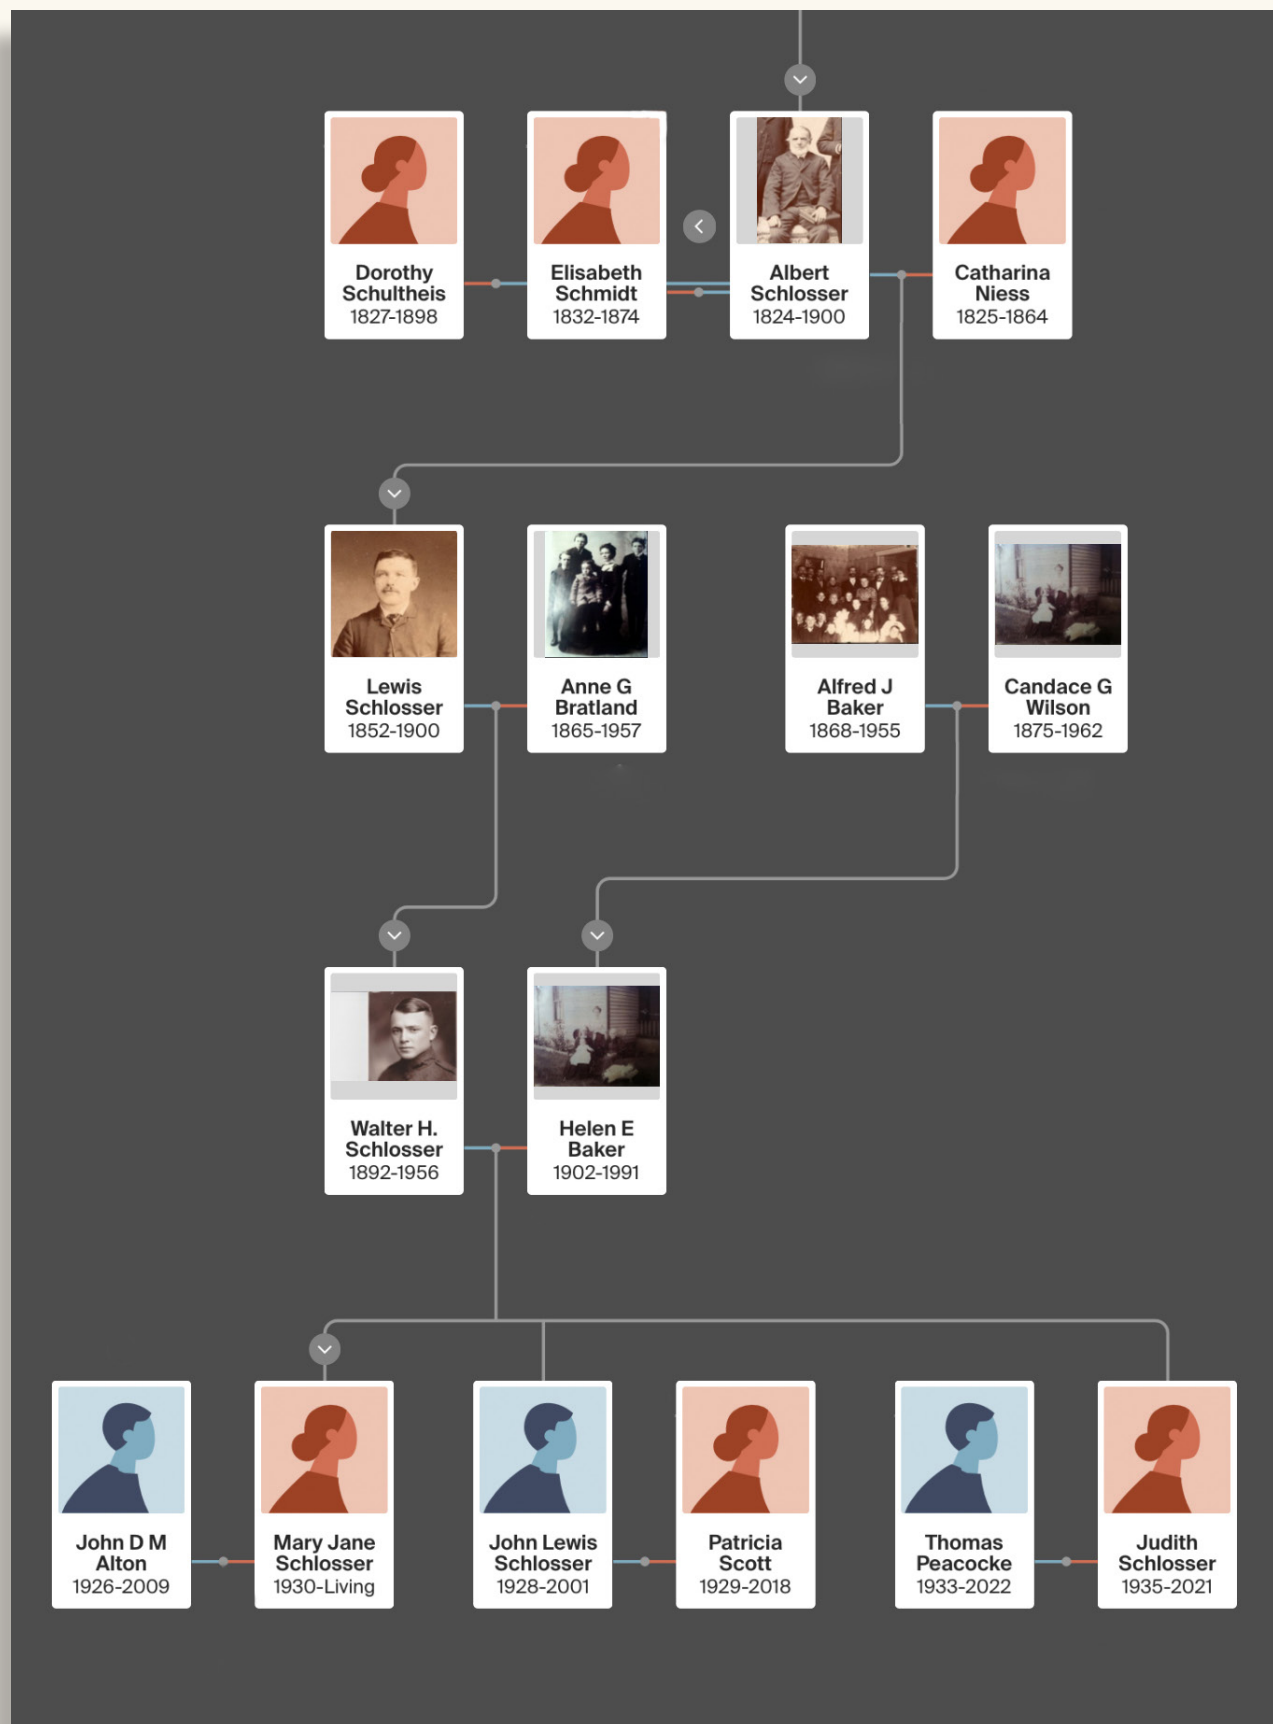 Dorothy
Schultheis
1827-1898
Elisabeth
Schmidt
1832-1874
Albert
Schlosser
1824-1900
Catharina
Niess
1825-1864
Lewis
Schlosser
1852-1900
Anne G
Bratland
1865-1957
Alfred J
Baker
1868-1955
Candace G
Wilson
1875-1962
Walter H.
Schlosser
1892-1956
Helen E
Baker
1902-1991
John D M
Alton
1926-2009
Mary Jane
Schlosser
1930-Living
John Lewis
Schlosser
1928-2001
Patricia
Scott
1929-2018
Thomas
Peacocke
1933-2022
Judith
Schlosser
1935-2021